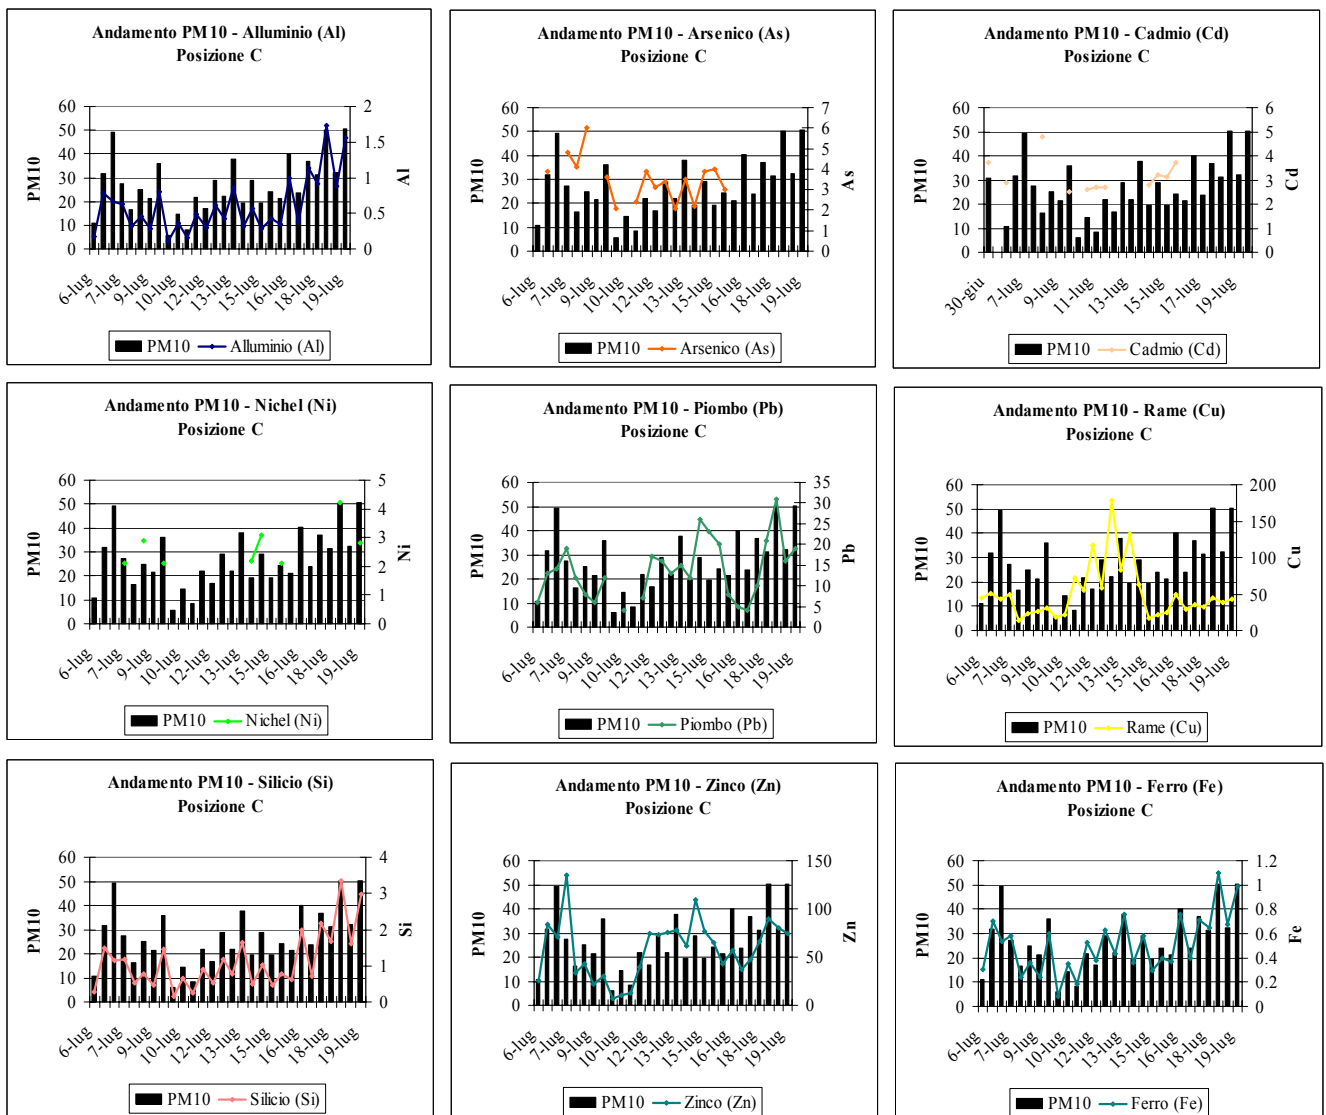 Andamento PM10 - Alluminio (Al)
Posizione C
60
50
40
30
20
10
0
PM10
2
1.5
1
0.5
0
Al
6-lug
7-lug
9-lug
10-lug
12-lug
13-lug
15-lug
16-lug
18-lug
19-lug
PM10 Alluminio (Al)
Andamento PM10 - Arsenico (As)
Posizione C
60
50
40
30
20
10
0
PM10
7
6
5
4
3
2
1
0
As
6-lug
7-lug
9-lug
10-lug
12-lug
13-lug
15-lug
16-lug
18-lug
19-lug
PM10 Arsenico (As)
Andamento PM10 - Cadmio (Cd)
Posizione C
60
50
40
30
20
10
0
PM10
6
5
4
3
2
1
0
Cd
30-giu
7-lug
9-lug
11-lug
13-lug
15-lug
17-lug
19-lug
PM10 Cadmio (Cd)
Andamento PM10 - Nichel (Ni)
Posizione C
60
50
40
30
20
10
0
PM10
5
4
3
2
1
0
Ni
6-lug
7-lug
9-lug
10-lug
12-lug
13-lug
15-lug
16-lug
18-lug
19-lug
PM10 Nichel (Ni)
Andamento PM10 - Piombo (Pb)
Posizione C
60
50
40
30
20
10
0
PM10
35
30
25
20
15
10
5
0
Pb
6-lug
7-lug
9-lug
10-lug
12-lug
13-lug
15-lug
16-lug
18-lug
19-lug
PM10 Piombo (Pb)
Andamento PM10 - Rame (Cu)
Posizione C
60
50
40
30
20
10
0
PM10
200
150
100
50
0
Cu
6-lug
7-lug
9-lug
10-lug
12-lug
13-lug
15-lug
16-lug
18-lug
19-lug
PM10 Rame (Cu)
Andamento PM10 - Silicio (Si)
Posizione C
60
50
40
30
20
10
0
PM10
4
3
2
1
0
Si
6-lug
7-lug
9-lug
10-lug
12-lug
13-lug
15-lug
16-lug
18-lug
19-lug
PM10 Silicio (Si)
Andamento PM10 - Zinco (Zn)
Posizione C
60
50
40
30
20
10
0
PM10
150
100
50
0
Zn
6-lug
7-lug
9-lug
10-lug
12-lug
13-lug
15-lug
16-lug
18-lug
19-lug
PM10 Zinco (Zn)
Andamento PM10 - Ferro (Fe)
Posizione C
60
50
40
30
20
10
0
PM10
1.2
1
0.8
0.6
0.4
0.2
0
Fe
6-lug
7-lug
9-lug
10-lug
12-lug
13-lug
15-lug
16-lug
18-lug
19-lug
PM10 Ferro (Fe)